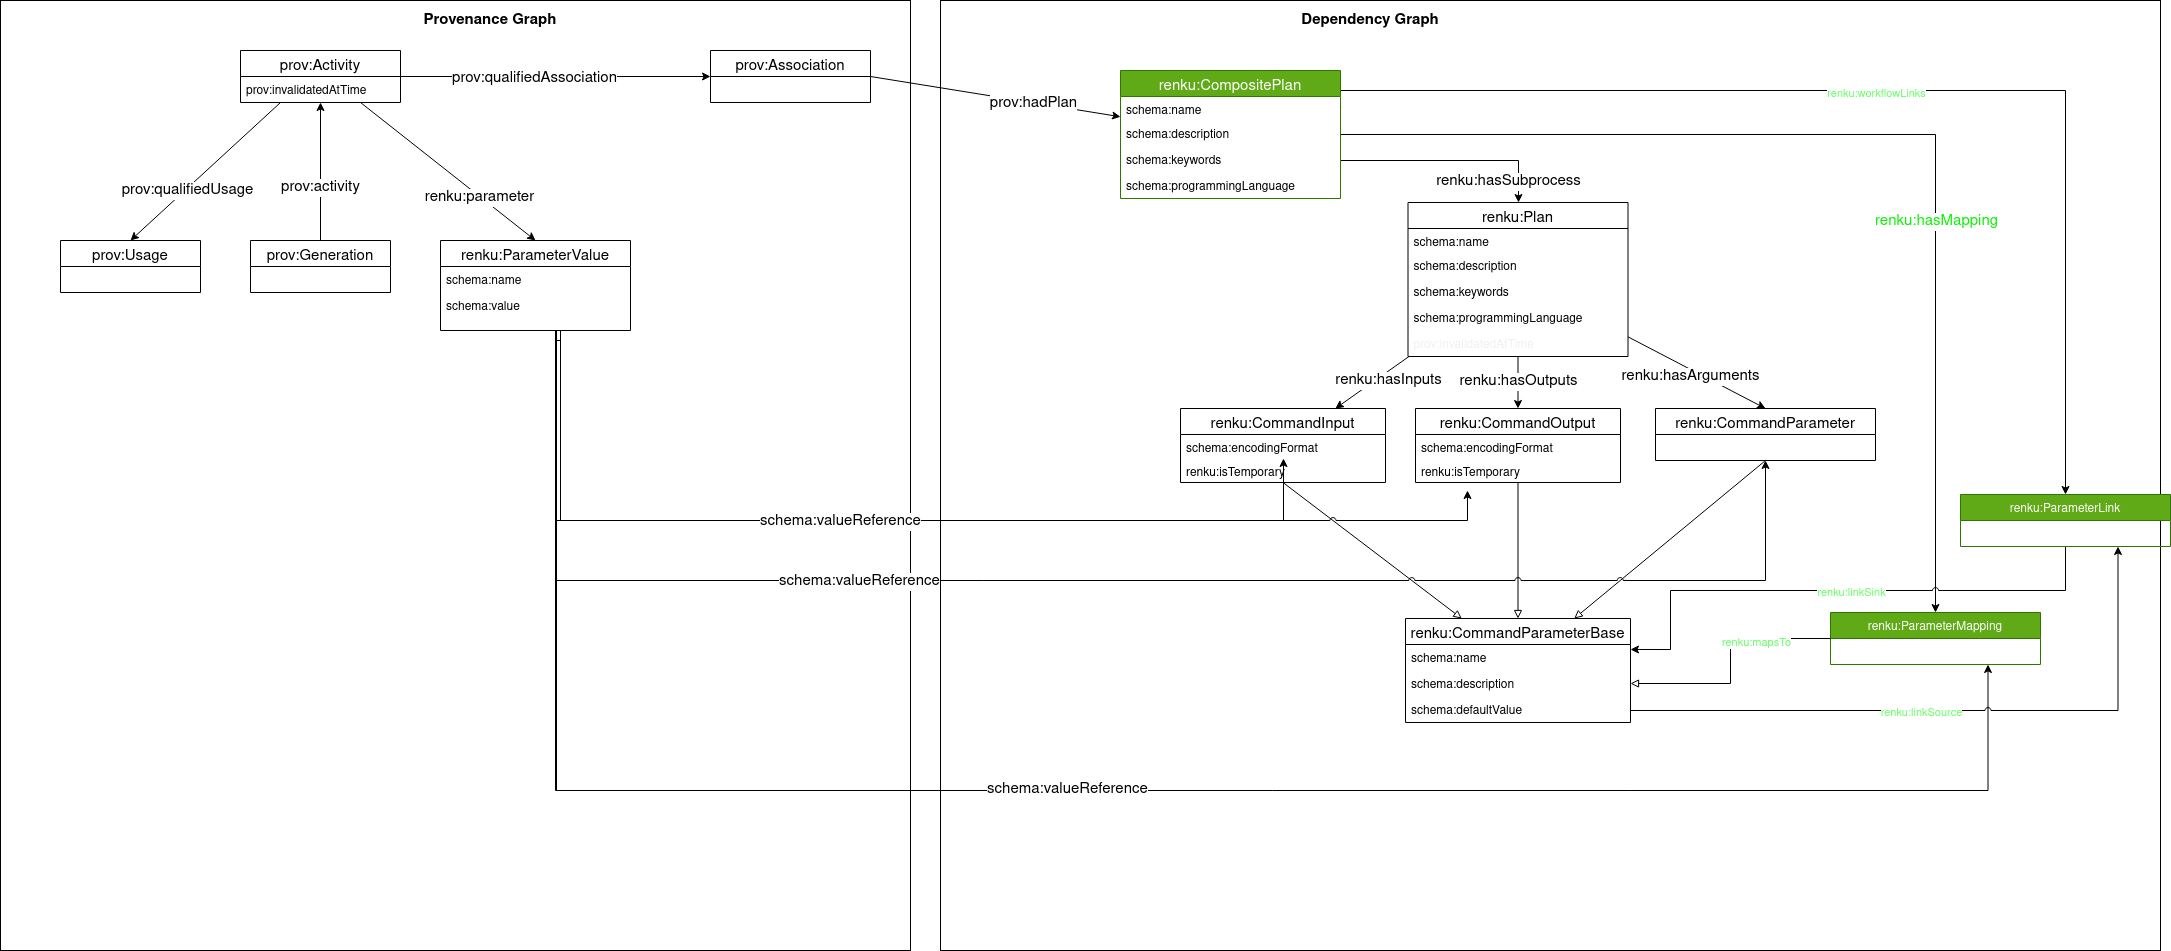 Provenance Graph
prov:Activity
prov:invalidatedAtTime
prov:qualifiedAssociation
prov:Association
prov:qualifiedUsage
prov:activity
renku:parameter
prov:Usage
prov:Generation
renku:ParameterValue
schema:name
schema:value
prov:hadPlan
Dependency Graph
renku:CompositePlan
schema:name
schema:description
schema:keywords
schema:programmingLanguage
renku:workflowLinks
renku:hasSubprocess
renku:hasMapping
renku:Plan
schema:name
schema:description
schema:keywords
schema:programmingLanguage
prov:invalidatedAtTime
renku:hasInputs
renku:hasOutputs
renku:hasArguments
renku:CommandInput
schema:encodingFormat
renku:isTemporary
renku:CommandOutput
schema:encodingFormat
renku:isTemporary
renku:CommandParameter
renku:ParameterLink
schema:valueReference
schema:valueReference
renku:linkSink
renku:CommandParameterBase
schema:name
schema:description
schema:defaultValue
renku:ParameterMapping
renku:mapsTo
renku:linkSource
schema:valueReference